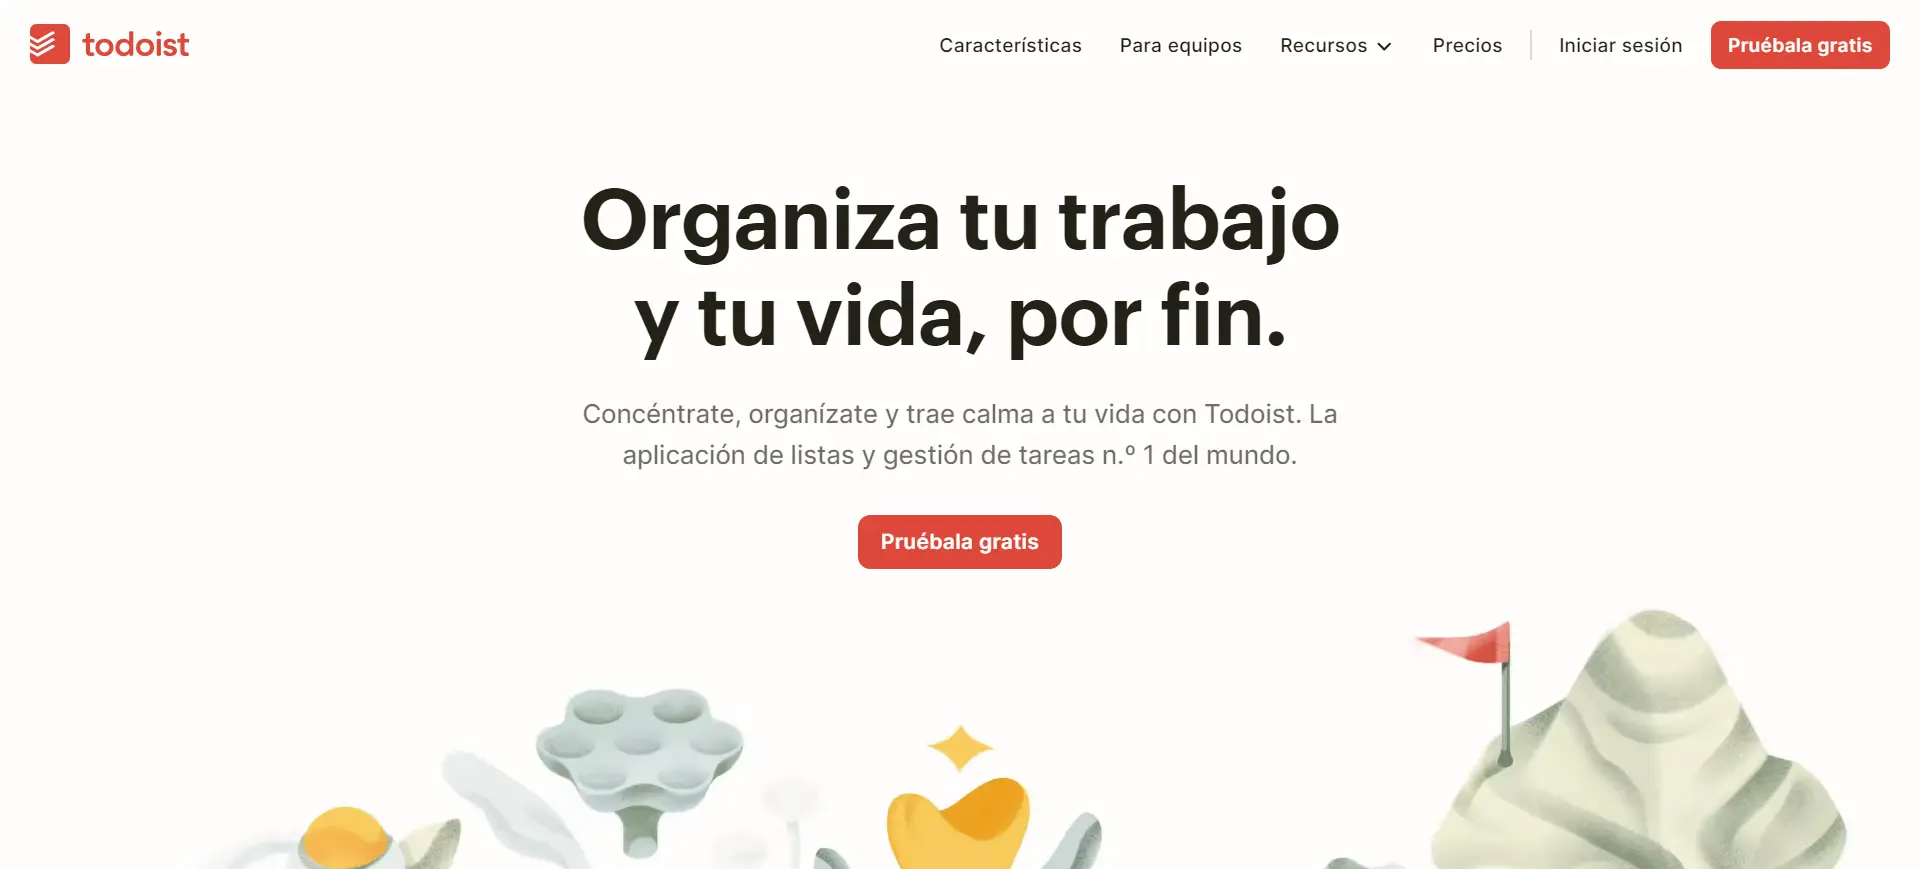 todoist
Características
Para equipos
Recursos
Precios
Iniciar sesión
Pruébala gratis
Organiza tu trabajo
y tu vida, por fin.
Concéntrate, organízate y trae calma a tu vida con Todoist. La
aplicación de listas y gestión de tareas n.º 1 del mundo.
Pruébala gratis